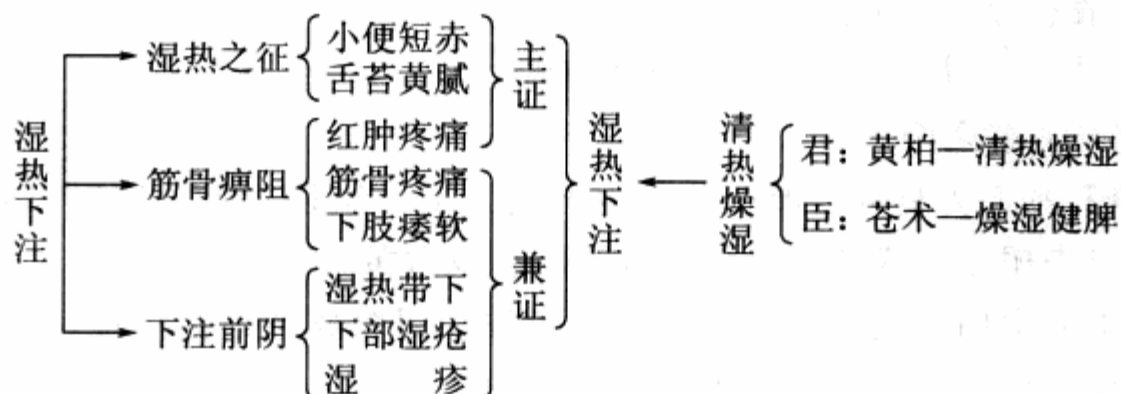 湿热下注
湿热之征
小便短赤
舌苔黄腻
筋骨痹阻
红肿疼痛
筋骨疼痛
下肢痿软
下注前阴
湿热带下
下部湿疮
湿 疹
主证
兼证
湿热下注
清热燥湿
君：黄柏—清热燥湿
臣：苍术—燥湿健脾